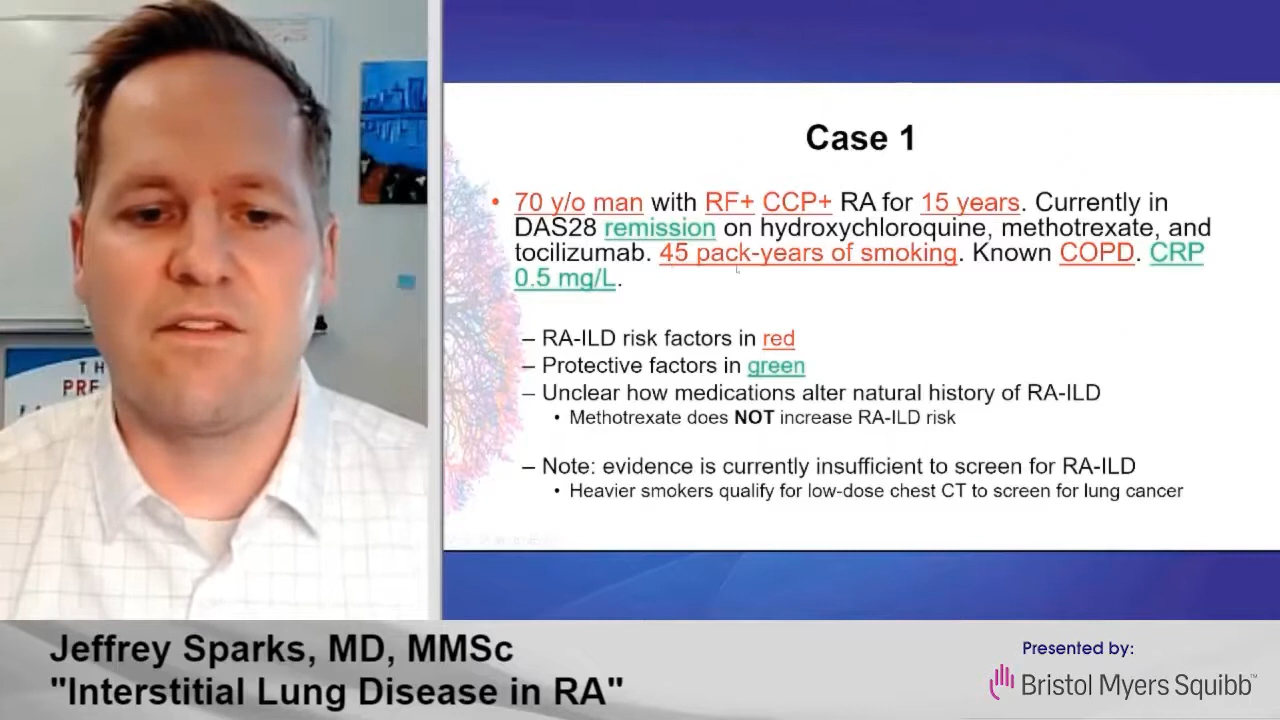 Case 1
• 70 y/o man with RF+ CCP+ RA for 15 years. Currently in
DAS28 remission on hydroxychloroquine, methotrexate, and
tocilizumab. 45 pack-years of smoking. Known COPD. CRP
0.5 mg/L.
– RA-ILD risk factors in red
– Protective factors in green
– Unclear how medications alter natural history of RA-ILD
• Methotrexate does NOT increase RA-ILD risk
– Note: evidence is currently insufficient to screen for RA-ILD
• Heavier smokers qualify for low-dose chest CT to screen for lung cancer
TH
PRE
Jeffrey Sparks, MD, MMSc
"Interstitial Lung Disease in RA"
Presented by:
Bristol Myers Squibb™